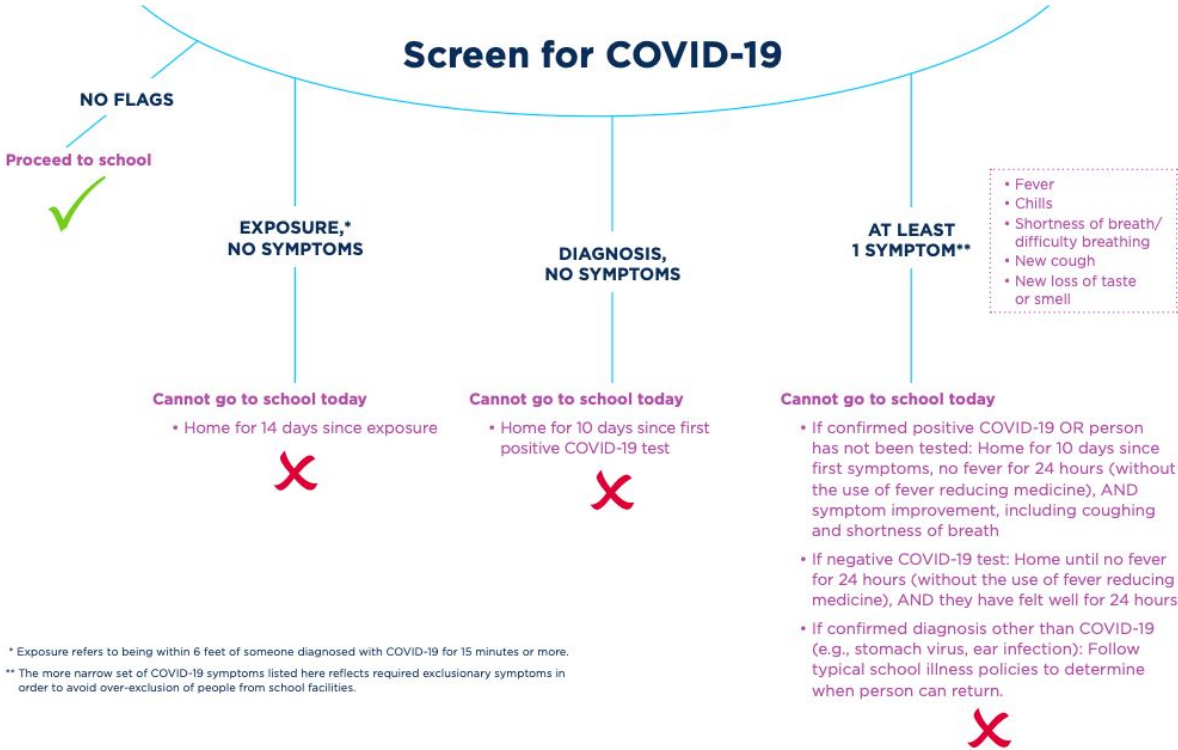 Screen for COVID-19
NO FLAGS
Proceed to school
EXPOSURE,*
NO SYMPTOMS
Cannot go to school today
• Home for 14 days since exposure
DIAGNOSIS,
NO SYMPTOMS
Cannot go to school today
• Home for 10 days since first
positive COVID-19 test
AT LEAST
1 SYMPTOM**
• Fever
• Chills
• Shortness of breath/
difficulty breathing
• New cough
• New loss of taste
or smell
Cannot go to school today
• If confirmed positive COVID-19 OR person
has not been tested: Home for 10 days since
first symptoms, no fever for 24 hours (without
the use of fever reducing medicine), AND
symptom improvement, including coughing
and shortness of breath
• If negative COVID-19 test: Home until no fever
for 24 hours (without the use of fever reducing
medicine), AND they have felt well for 24 hours
• If confirmed diagnosis other than COVID-19
(e.g., stomach virus, ear infection): Follow
typical school illness policies to determine
when person can return.
* Exposure refers to being within 6 feet of someone diagnosed with COVID-19 for 15 minutes or more.
** The more narrow set of COVID-19 symptoms listed here reflects required exclusionary symptoms in
order to avoid over-exclusion of people from school facilities.